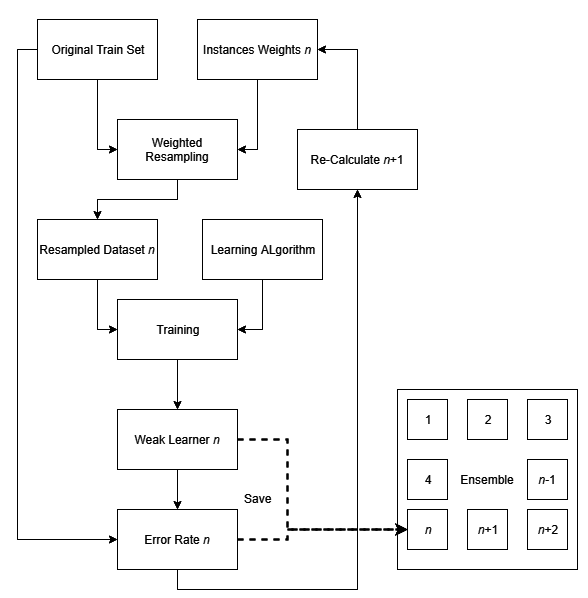 Original Train Set
Instances Weights n
Weighted
Resampling
Re-Calculate n+1
Resampled Dataset n
Learning ALgorithm
Training
Weak Learner n
Save
Error Rate n
1
2
3
4
Ensemble
n-1
n
n+1
n+2